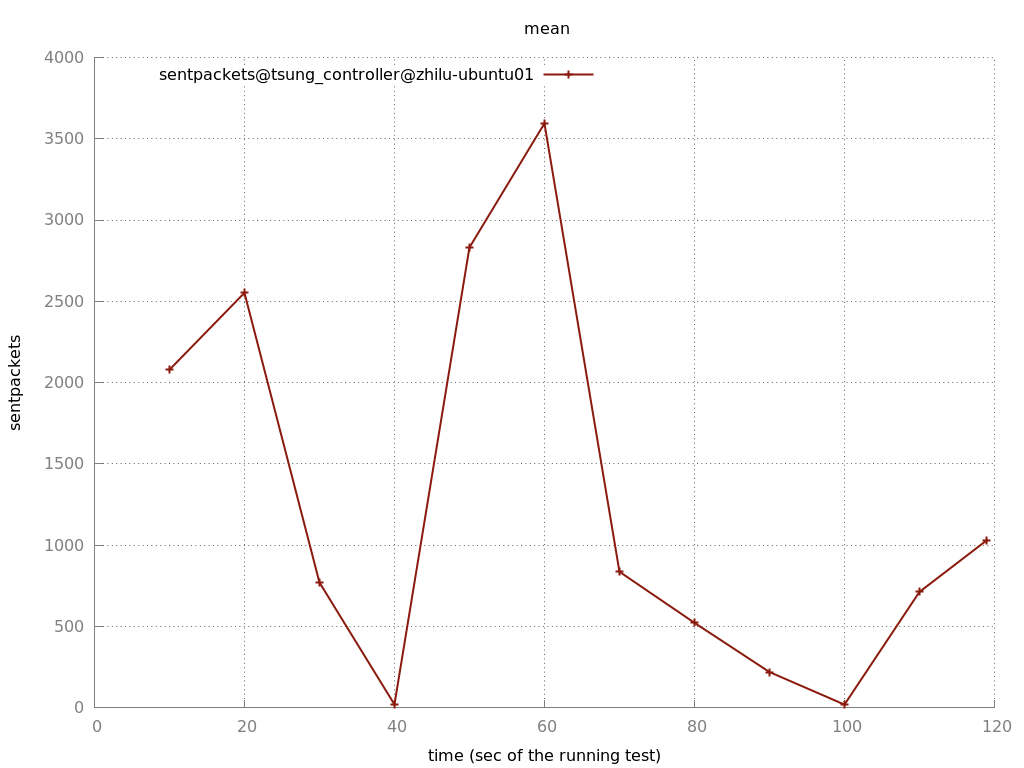 mean
sentpackets@tsung_controller@zhilu-ubuntu01
4000
3500
3000
2500
2000
1500
1000
500
0
sentpackets
0 20 40 60 80 100 120
time (sec of the running test)